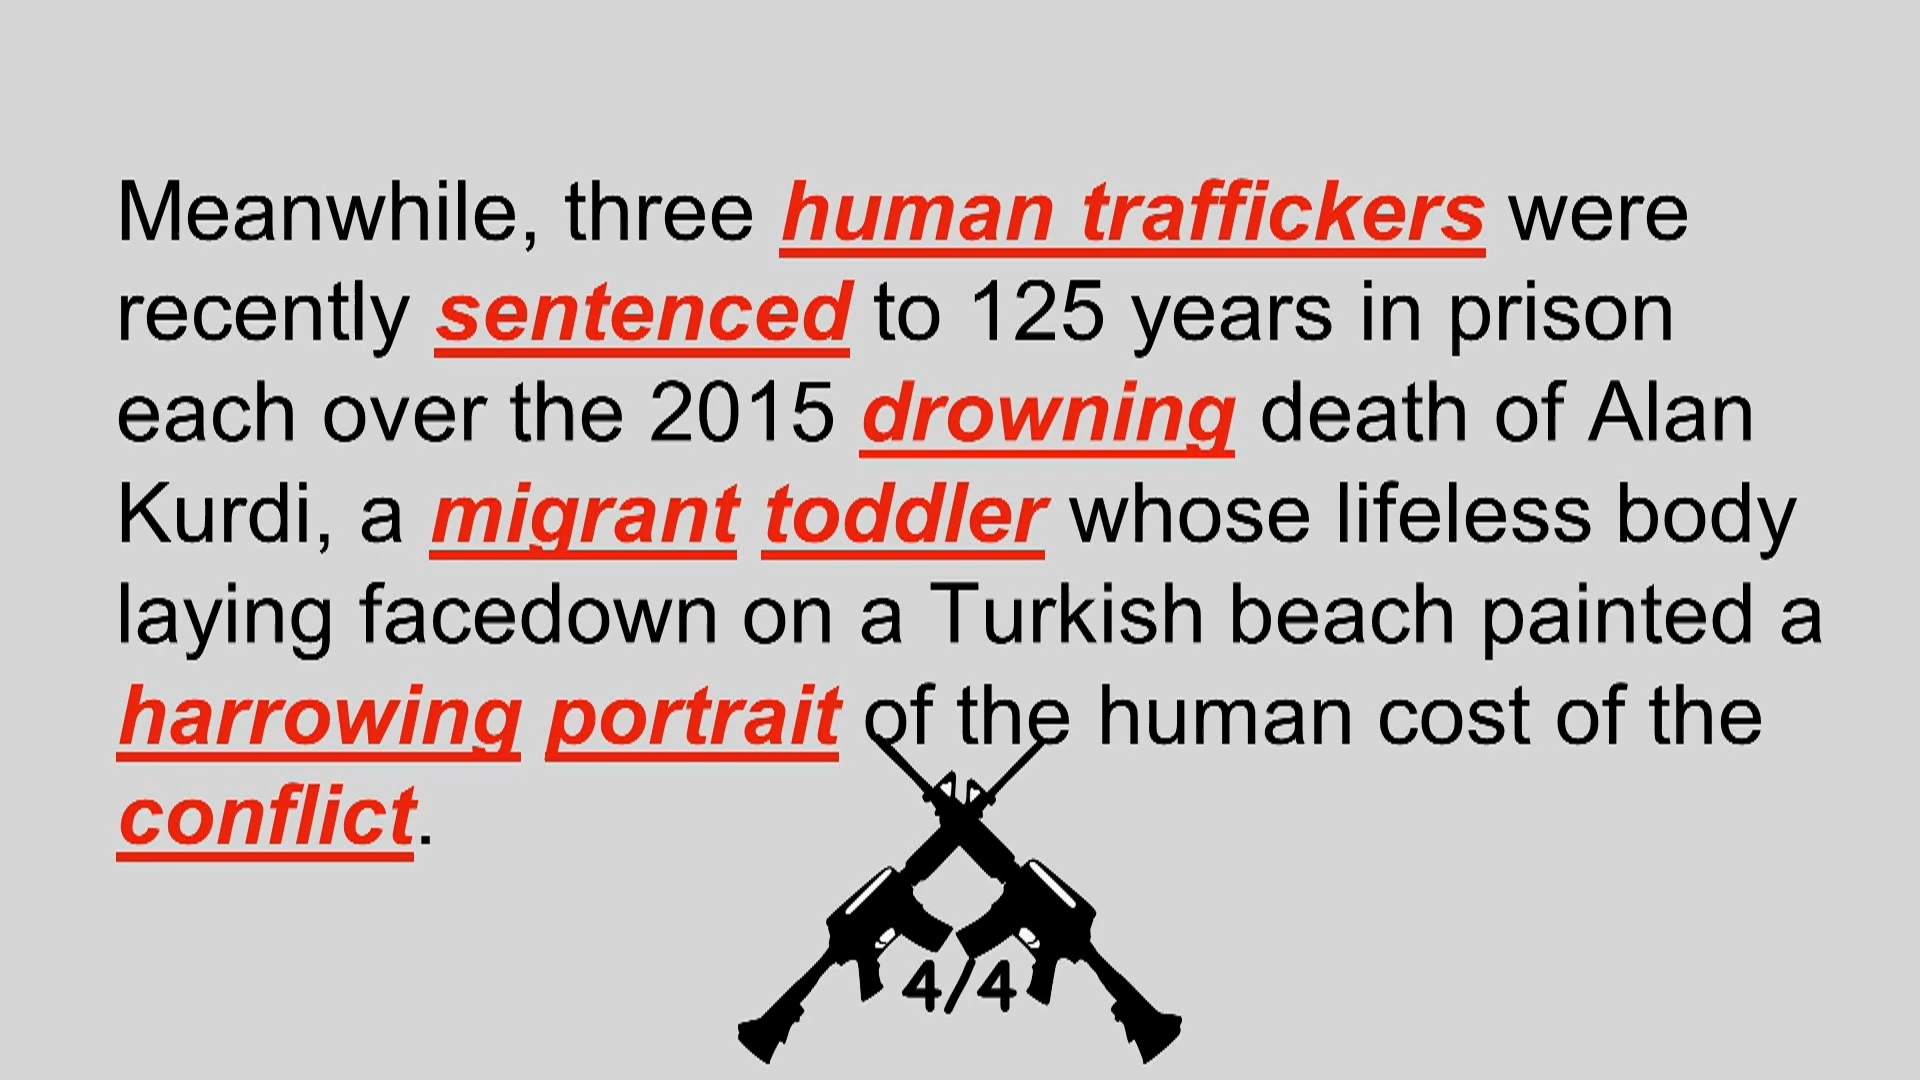 Meanwhile, three human traffickers were
recently sentenced to 125 years in prison
each over the 2015 drowning death of Alan
Kurdi, a migrant toddler whose lifeless body
laying facedown on a Turkish beach painted a
harrowing portrait of the human cost of the
conflict.
4/4